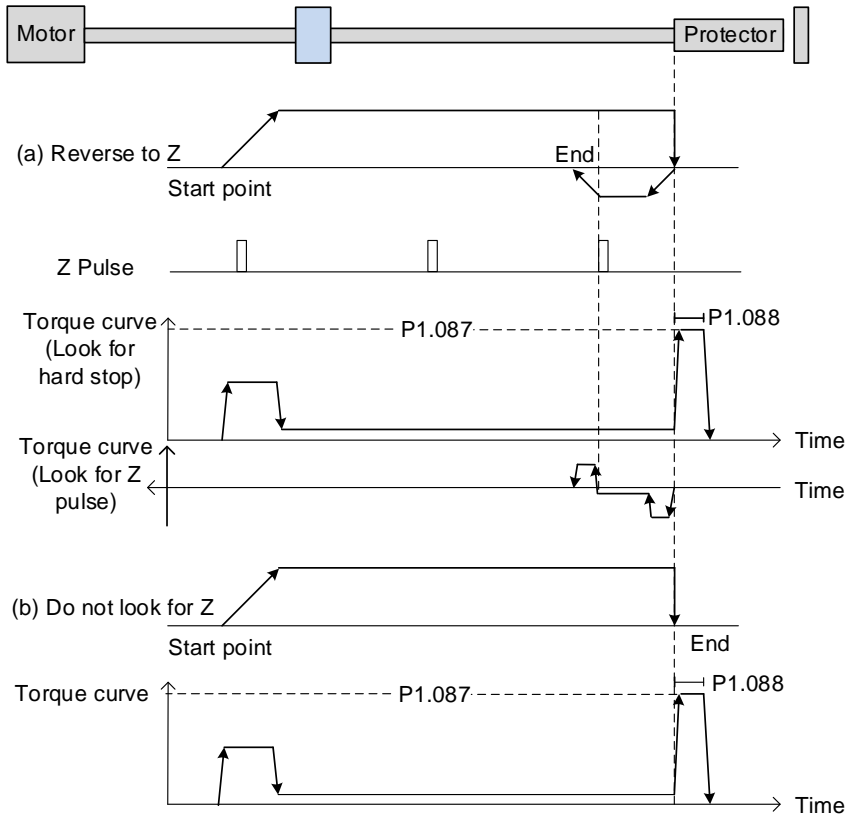 Motor
Protector
(a) Reverse to Z
End
Start point
Z Pulse
Torque curve
(Look for
hard stop)
P1.087
P1.088
Time
Torque curve
(Look for Z
pulse)
Time
(b) Do not look for Z
Start point
End
Torque curve
P1.087
P1.088
Time